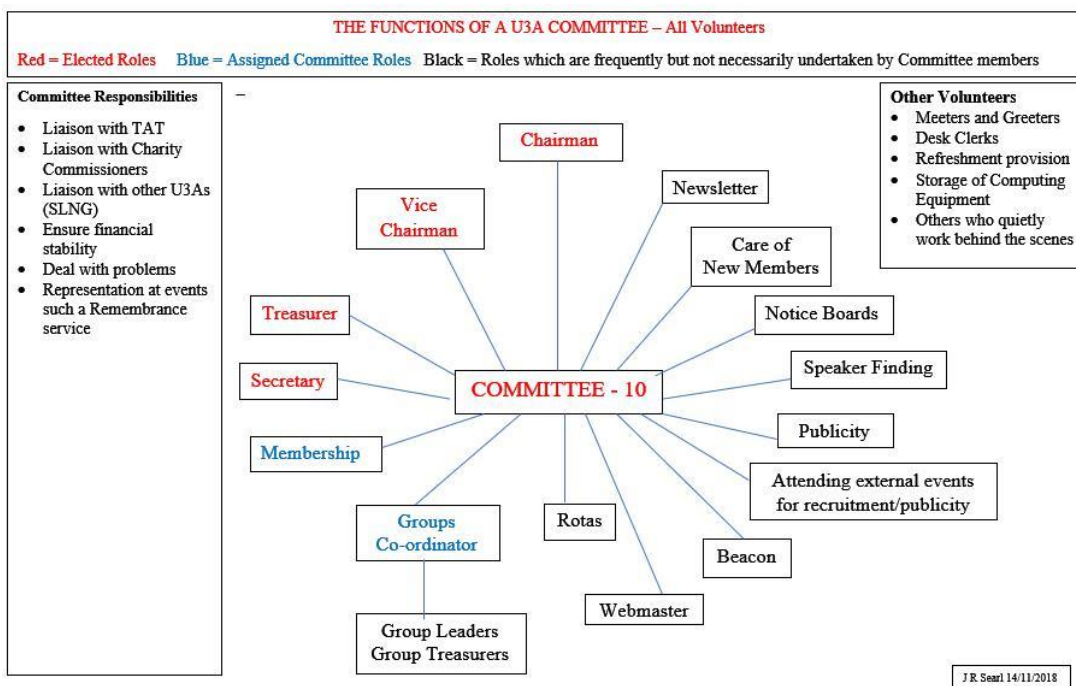 THE FUNCTIONS OF A U3A COMMITTEE – All Volunteers
Red = Elected Roles Blue = Assigned Committee Roles Black = Roles which are frequently but not necessarily undertaken by Committee members
Committee Responsibilities
• Liaison with TAT
• Liaison with Charity
Commissioners
• Liaison with other U3As
(SLNG)
• Ensure financial
stability
• Deal with problems
• Representation at events
such a Remembrance
service
–
Chairman
Vice
Chairman
Treasurer
Secretary
Membership
Groups
Co-ordinator
Group Leaders
Group Treasurers
COMMITTEE - 10
Newsletter
Care of
New Members
Notice Boards
Speaker Finding
Publicity
Attending external events
for recruitment/publicity
Beacon
Webmaster
Rotas
Other Volunteers
• Meeters and Greeters
• Desk Clerks
• Refreshment provision
• Storage of Computing
Equipment
• Others who quietly
work behind the scenes
J R Searl 14/11/2018